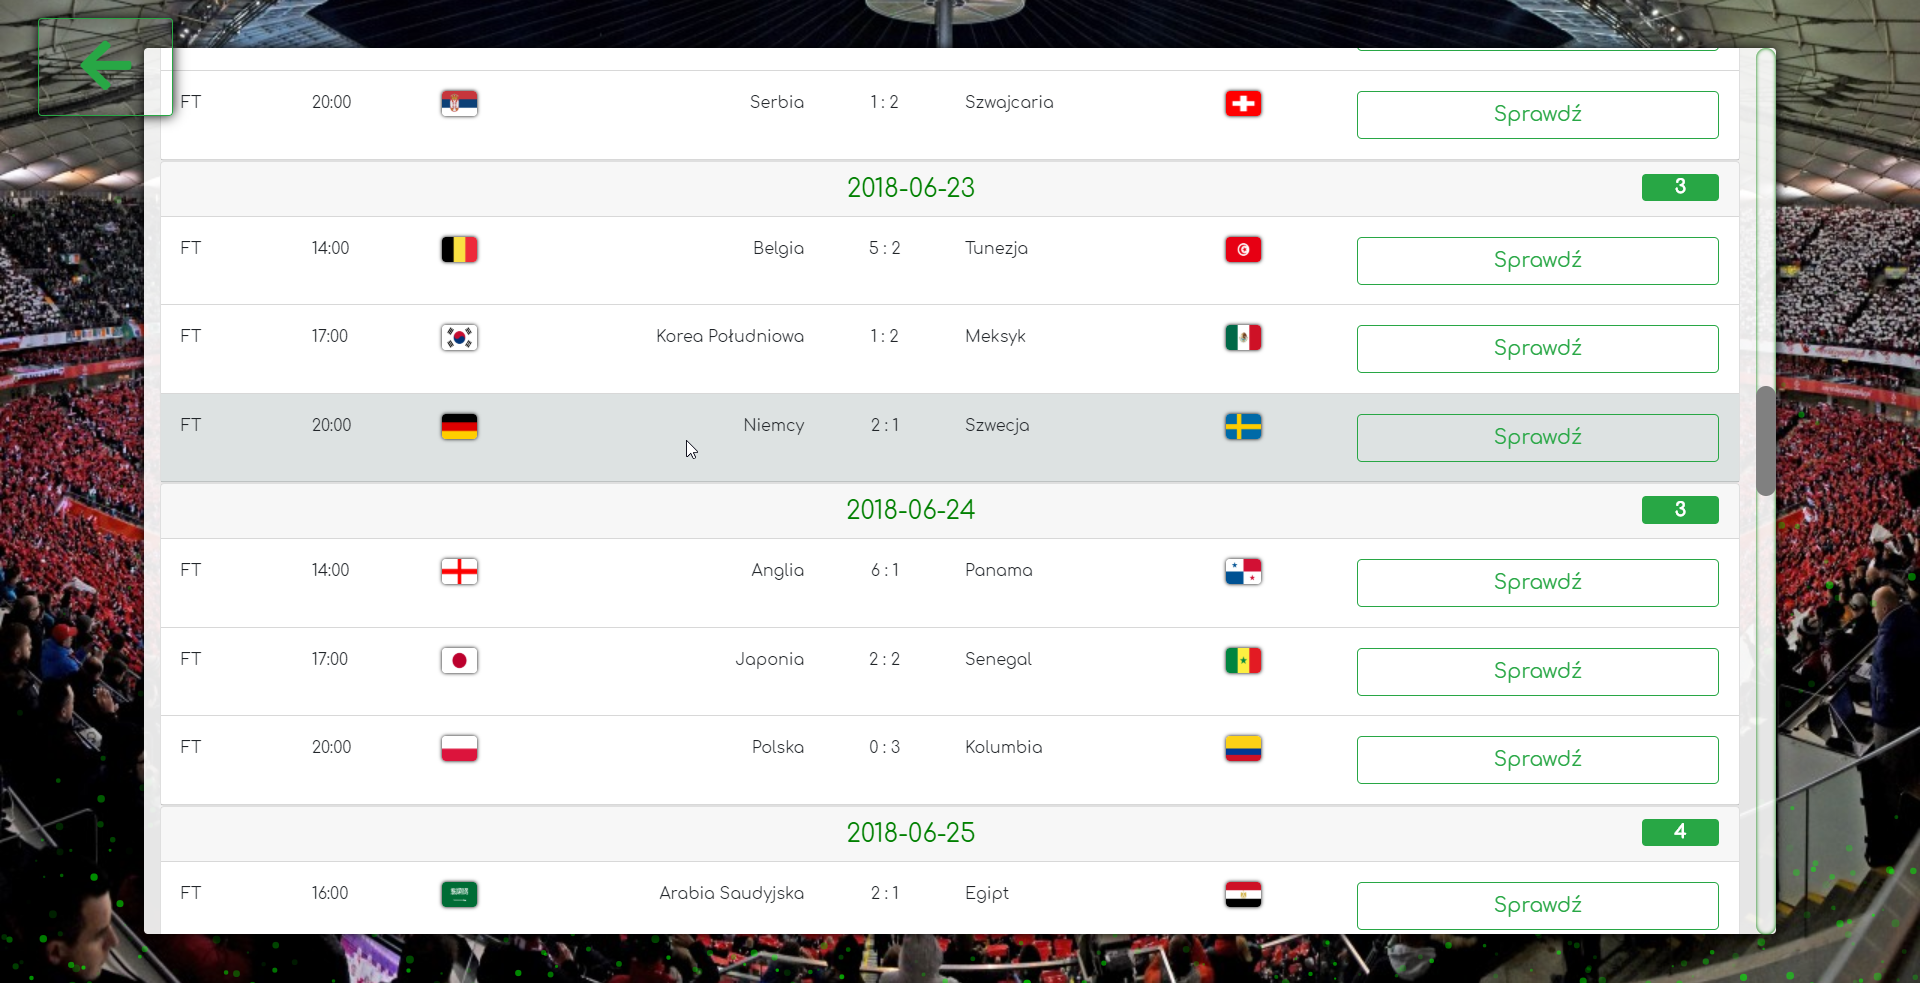 FT 20:00 Serbia 1 : 2 Szwajcaria Sprawdź
2018-06-23 3
FT 14:00 Belgia 5 : 2 Tunezja Sprawdź
FT 17:00 Korea Południowa 1 : 2 Meksyk Sprawdź
FT 20:00 Niemcy 2 : 1 Szwecja Sprawdź
2018-06-24 3
FT 14:00 Anglia 6 : 1 Panama Sprawdź
FT 17:00 Japonia 2 : 2 Senegal Sprawdź
FT 20:00 Polska 0 : 3 Kolumbia Sprawdź
2018-06-25 4
FT 16:00 Arabia Saudyjska 2 : 1 Egipt Sprawdź